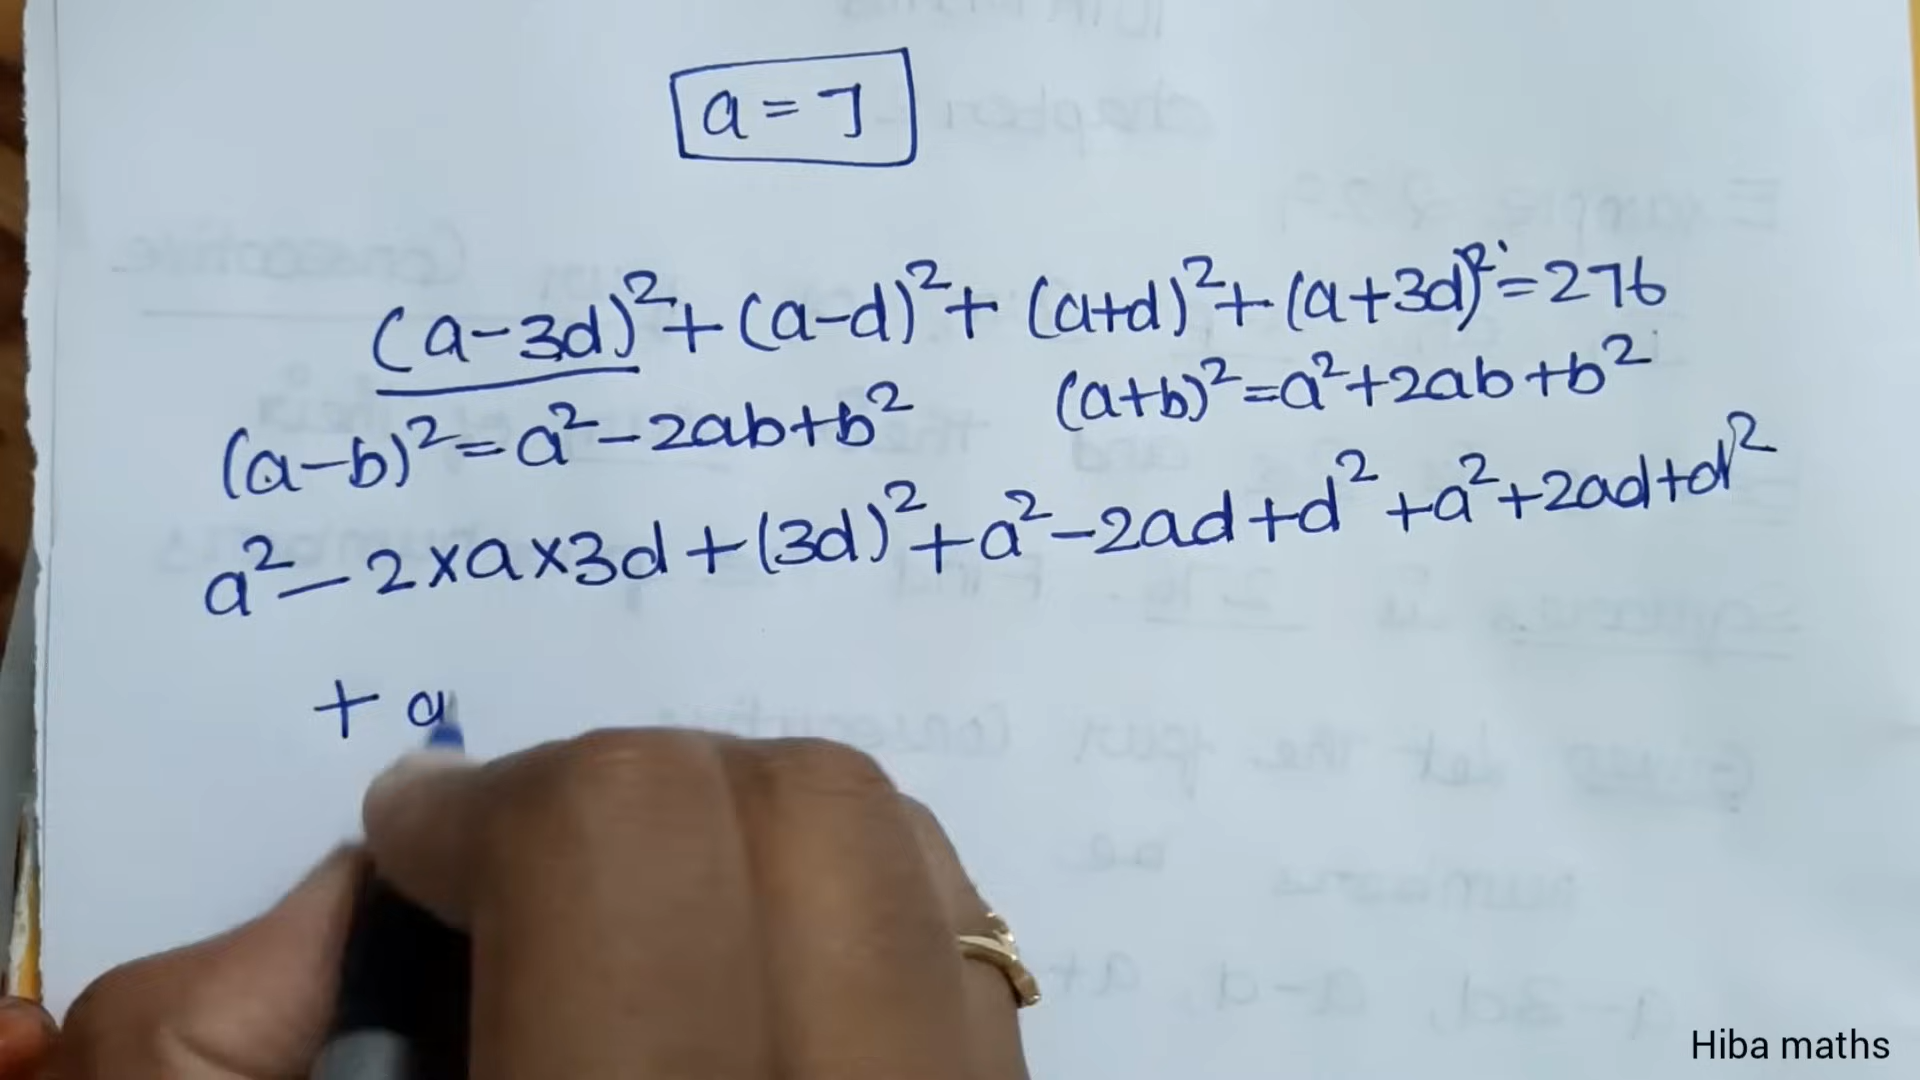 a = 7
(a-3d)²+(a-d)²+(a+d)²+(a+3d)²=276
(a-b)²=a²-2ab+b² (a+b)²=a²+2ab+b²
a²-2×a×3d+(3d)²+a²-2ad+d²+a²+2ad+d²
+ a
Hiba maths